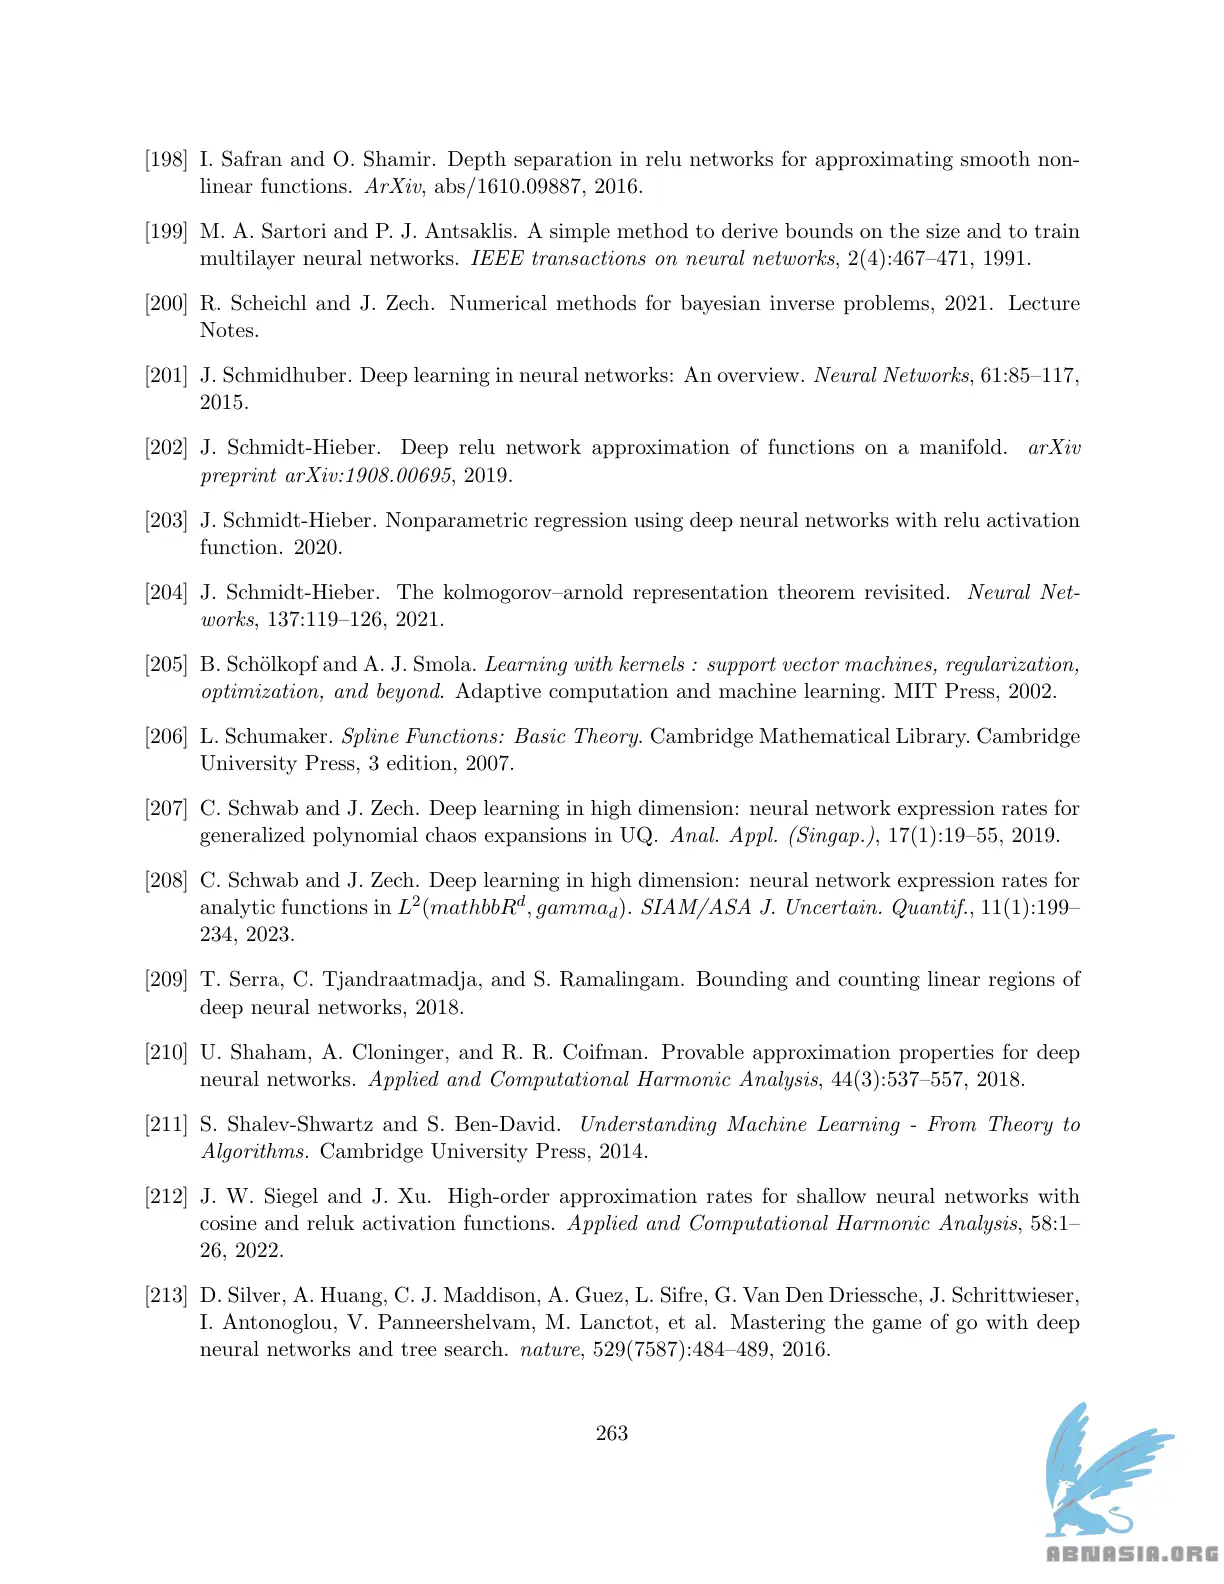 [198] I. Safran and O. Shamir. Depth separation in relu networks for approximating smooth non-
linear functions. ArXiv, abs/1610.09887, 2016.
[199] M. A. Sartori and P. J. Antsaklis. A simple method to derive bounds on the size and to train
multilayer neural networks. IEEE transactions on neural networks, 2(4):467–471, 1991.
[200] R. Scheichl and J. Zech. Numerical methods for bayesian inverse problems, 2021. Lecture
Notes.
[201] J. Schmidhuber. Deep learning in neural networks: An overview. Neural Networks, 61:85–117,
2015.
[202] J. Schmidt-Hieber. Deep relu network approximation of functions on a manifold. arXiv
preprint arXiv:1908.00695, 2019.
[203] J. Schmidt-Hieber. Nonparametric regression using deep neural networks with relu activation
function. 2020.
[204] J. Schmidt-Hieber. The kolmogorov–arnold representation theorem revisited. Neural Net-
works, 137:119–126, 2021.
[205] B. Schölkopf and A. J. Smola. Learning with kernels : support vector machines, regularization,
optimization, and beyond. Adaptive computation and machine learning. MIT Press, 2002.
[206] L. Schumaker. Spline Functions: Basic Theory. Cambridge Mathematical Library. Cambridge
University Press, 3 edition, 2007.
[207] C. Schwab and J. Zech. Deep learning in high dimension: neural network expression rates for
generalized polynomial chaos expansions in UQ. Anal. Appl. (Singap.), 17(1):19–55, 2019.
[208] C. Schwab and J. Zech. Deep learning in high dimension: neural network expression rates for
analytic functions in L²(mathbbR^d, gamma_d). SIAM/ASA J. Uncertain. Quantif., 11(1):199–
234, 2023.
[209] T. Serra, C. Tjandraatmadja, and S. Ramalingam. Bounding and counting linear regions of
deep neural networks, 2018.
[210] U. Shaham, A. Cloninger, and R. R. Coifman. Provable approximation properties for deep
neural networks. Applied and Computational Harmonic Analysis, 44(3):537–557, 2018.
[211] S. Shalev-Shwartz and S. Ben-David. Understanding Machine Learning - From Theory to
Algorithms. Cambridge University Press, 2014.
[212] J. W. Siegel and J. Xu. High-order approximation rates for shallow neural networks with
cosine and reluk activation functions. Applied and Computational Harmonic Analysis, 58:1–
26, 2022.
[213] D. Silver, A. Huang, C. J. Maddison, A. Guez, L. Sifre, G. Van Den Driessche, J. Schrittwieser,
I. Antonoglou, V. Panneershelvam, M. Lanctot, et al. Mastering the game of go with deep
neural networks and tree search. nature, 529(7587):484–489, 2016.
263
ABNASIA.ORG